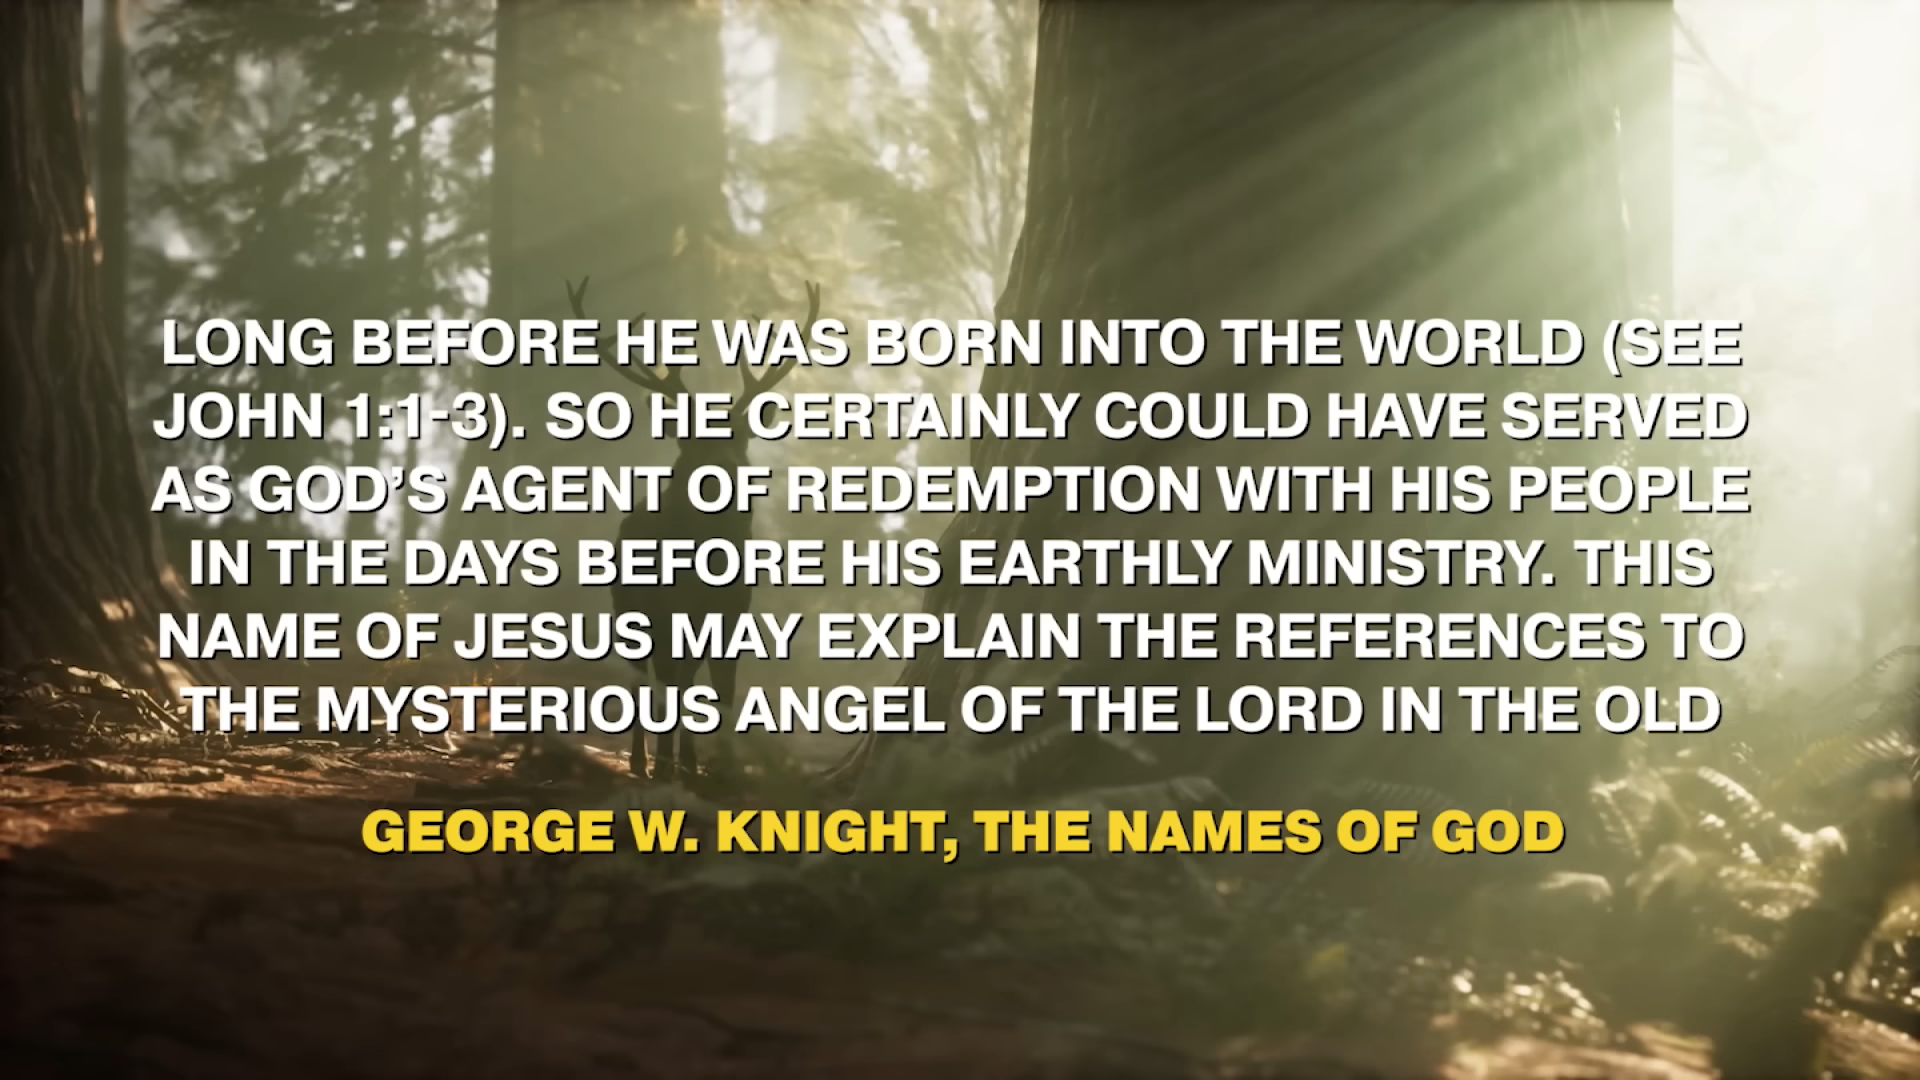 LONG BEFORE HE WAS BORN INTO THE WORLD (SEE
JOHN 1:1-3). SO HE CERTAINLY COULD HAVE SERVED
AS GOD’S AGENT OF REDEMPTION WITH HIS PEOPLE
IN THE DAYS BEFORE HIS EARTHLY MINISTRY. THIS
NAME OF JESUS MAY EXPLAIN THE REFERENCES TO
THE MYSTERIOUS ANGEL OF THE LORD IN THE OLD
GEORGE W. KNIGHT, THE NAMES OF GOD